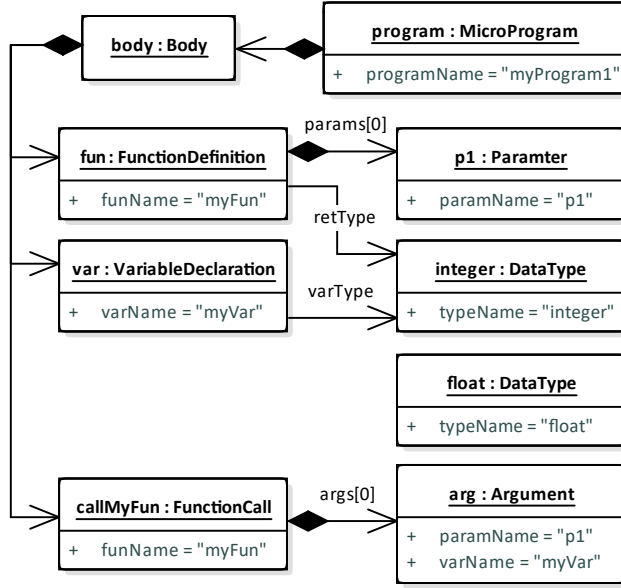 body : Body
program : MicroProgram
+ programName = "myProgram1"
params[0]
fun : FunctionDefinition
+ funName = "myFun"
p1 : Paramter
+ paramName = "p1"
retType
var : VariableDeclaration
+ varName = "myVar"
varType
integer : DataType
+ typeName = "integer"
float : DataType
+ typeName = "float"
callMyFun : FunctionCall
+ funName = "myFun"
args[0]
arg : Argument
+ paramName = "p1"
+ varName = "myVar"